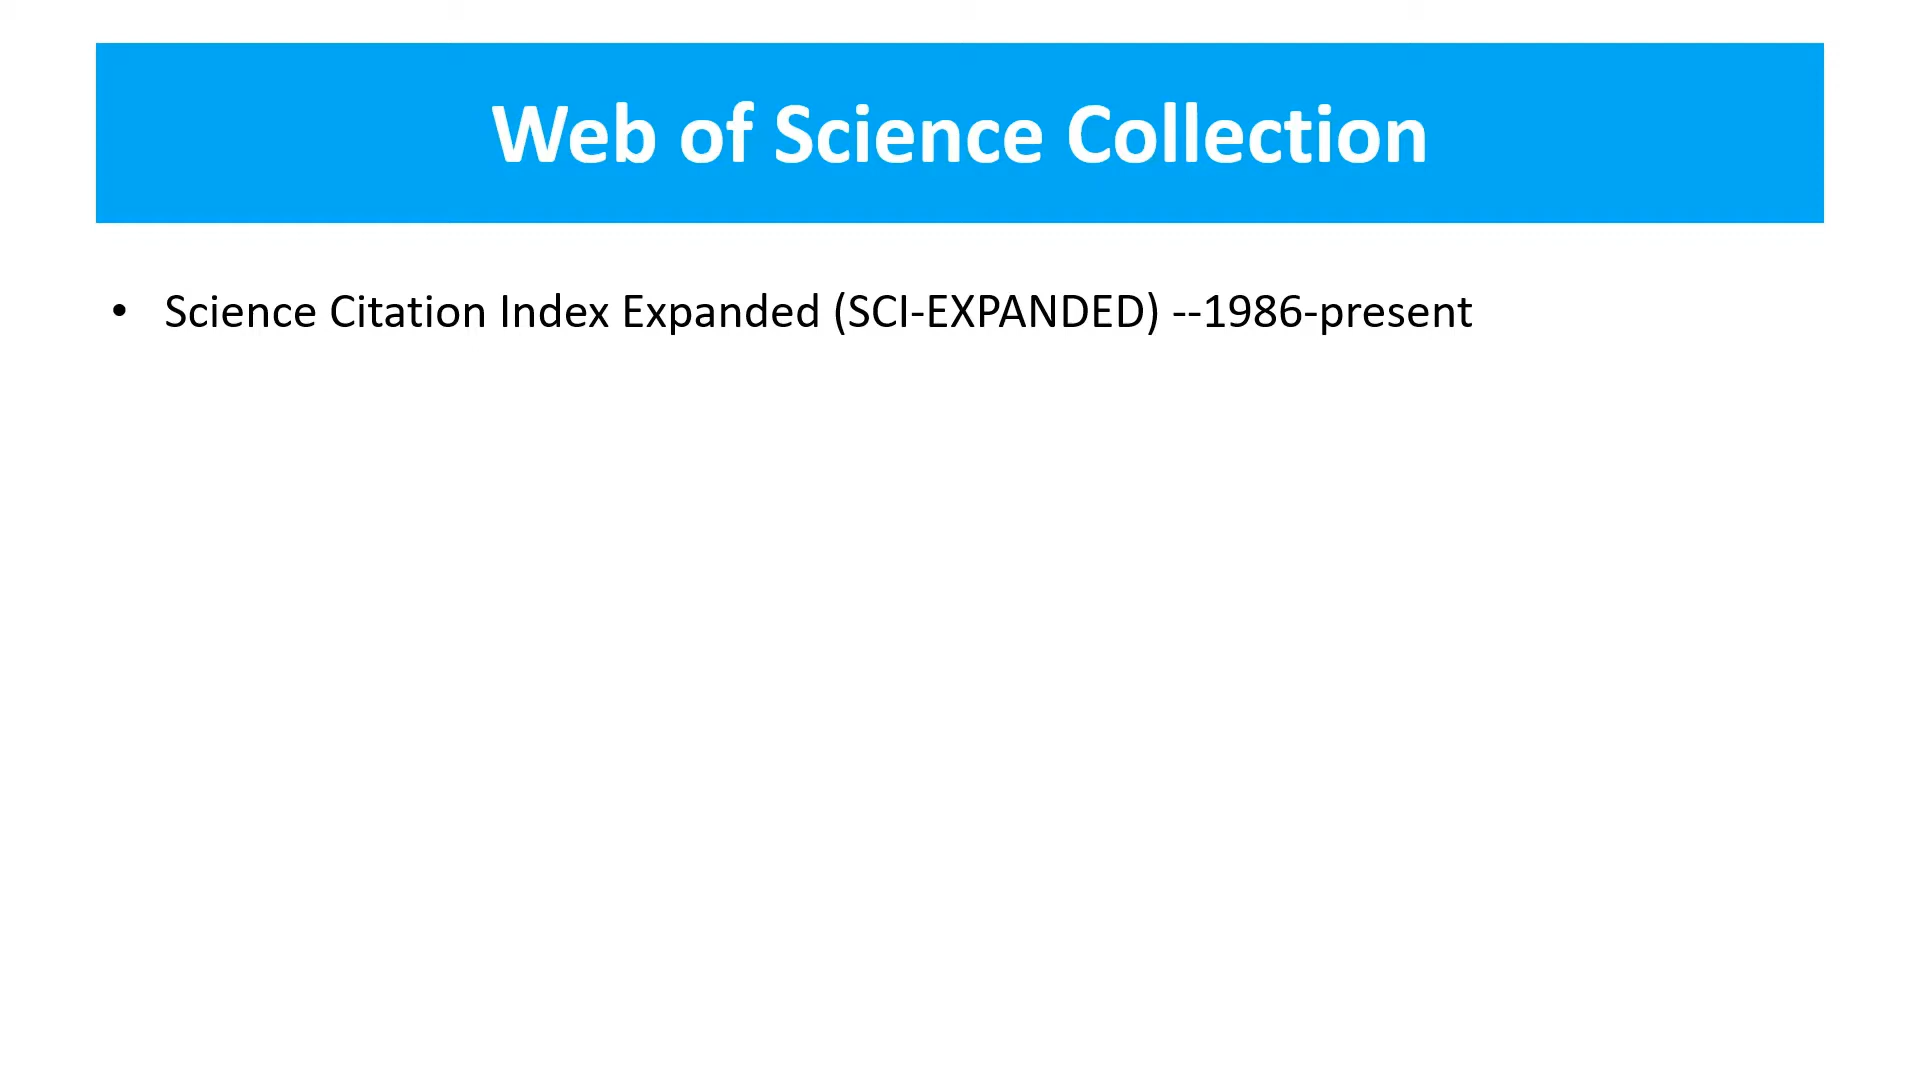 Web of Science Collection
• Science Citation Index Expanded (SCI-EXPANDED) --1986-present